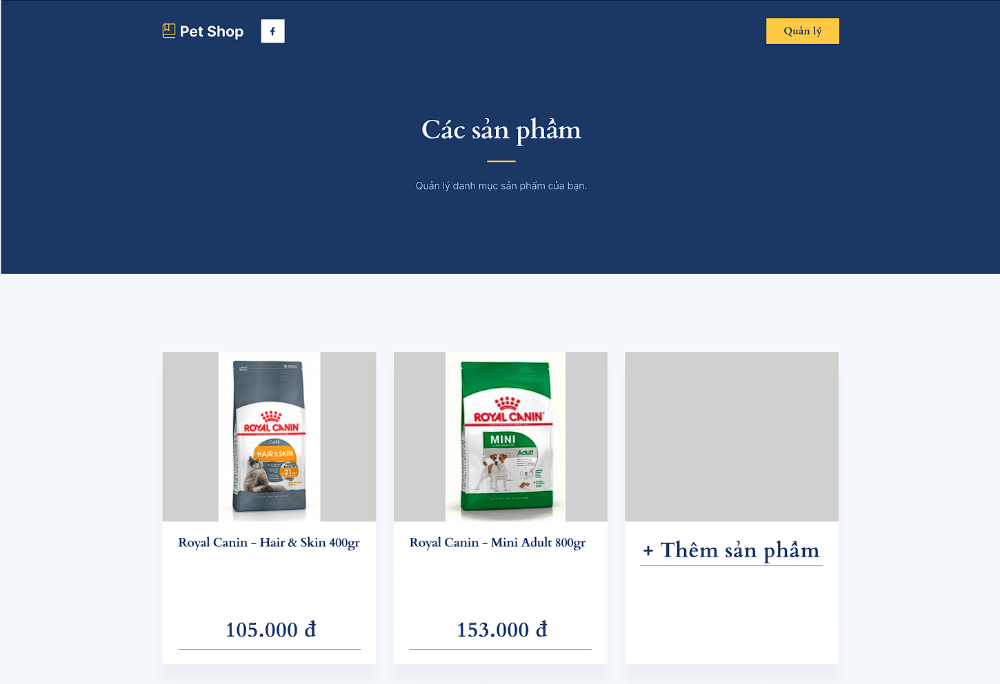 Pet Shop
Quản lý
Các sản phẩm
Quản lý danh mục sản phẩm của bạn.
ROYAL CANIN
CARE
HAIR&SKIN
21
ROYAL CANIN
MINI
Adult
Royal Canin - Hair & Skin 400gr
Royal Canin - Mini Adult 800gr
+ Thêm sản phẩm
105.000 đ
153.000 đ